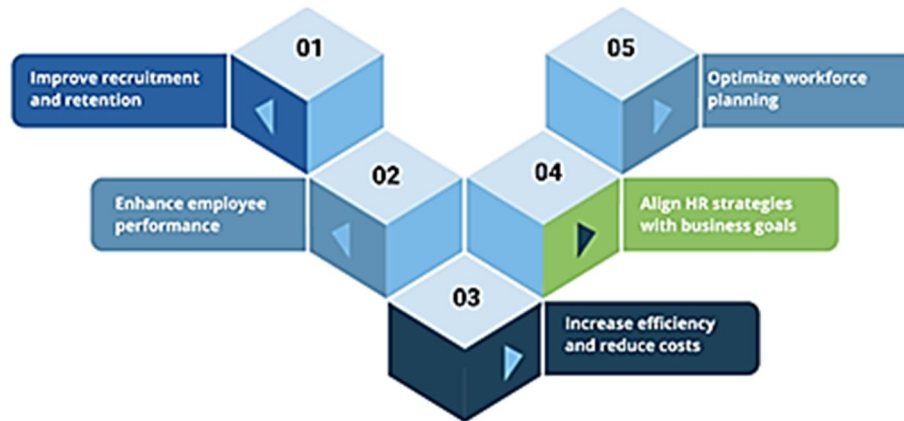 01
Improve recruitment
and retention
02
Enhance employee
performance
03
Increase efficiency
and reduce costs
04
Align HR strategies
with business goals
05
Optimize workforce
planning